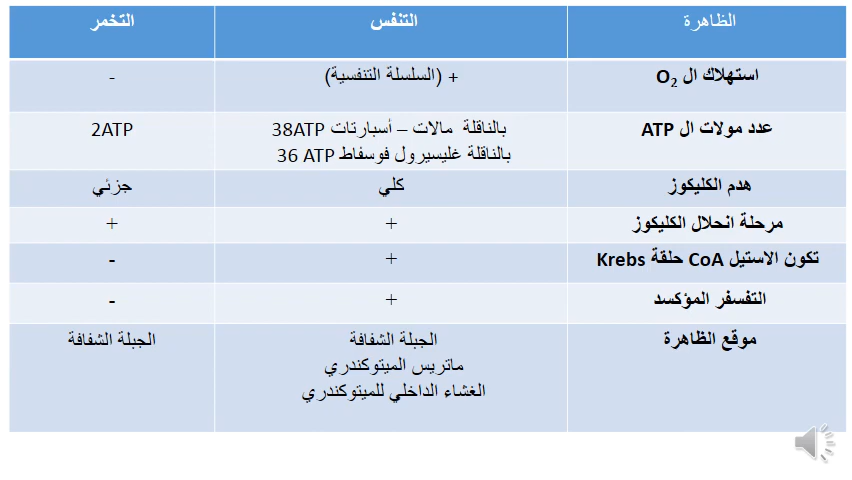 الظاهرة التنفس التخمر
استهلاك ال O2 + (السلسلة التنفسية) -
عدد مولات ال ATP بالناقلة مالات – أسبارتات 38ATP 2ATP
بالناقلة غليسيرول فوسفاط 36 ATP
هدم الكليكوز كلي جزئي
مرحلة انحلال الكليكوز + +
تكون الاستيل CoA حلقة Krebs + -
التفسفر المؤكسد + -
موقع الظاهرة الجبلة الشفافة الجبلة الشفافة
ماتريس الميتوكندري
الغشاء الداخلي للميتوكندري